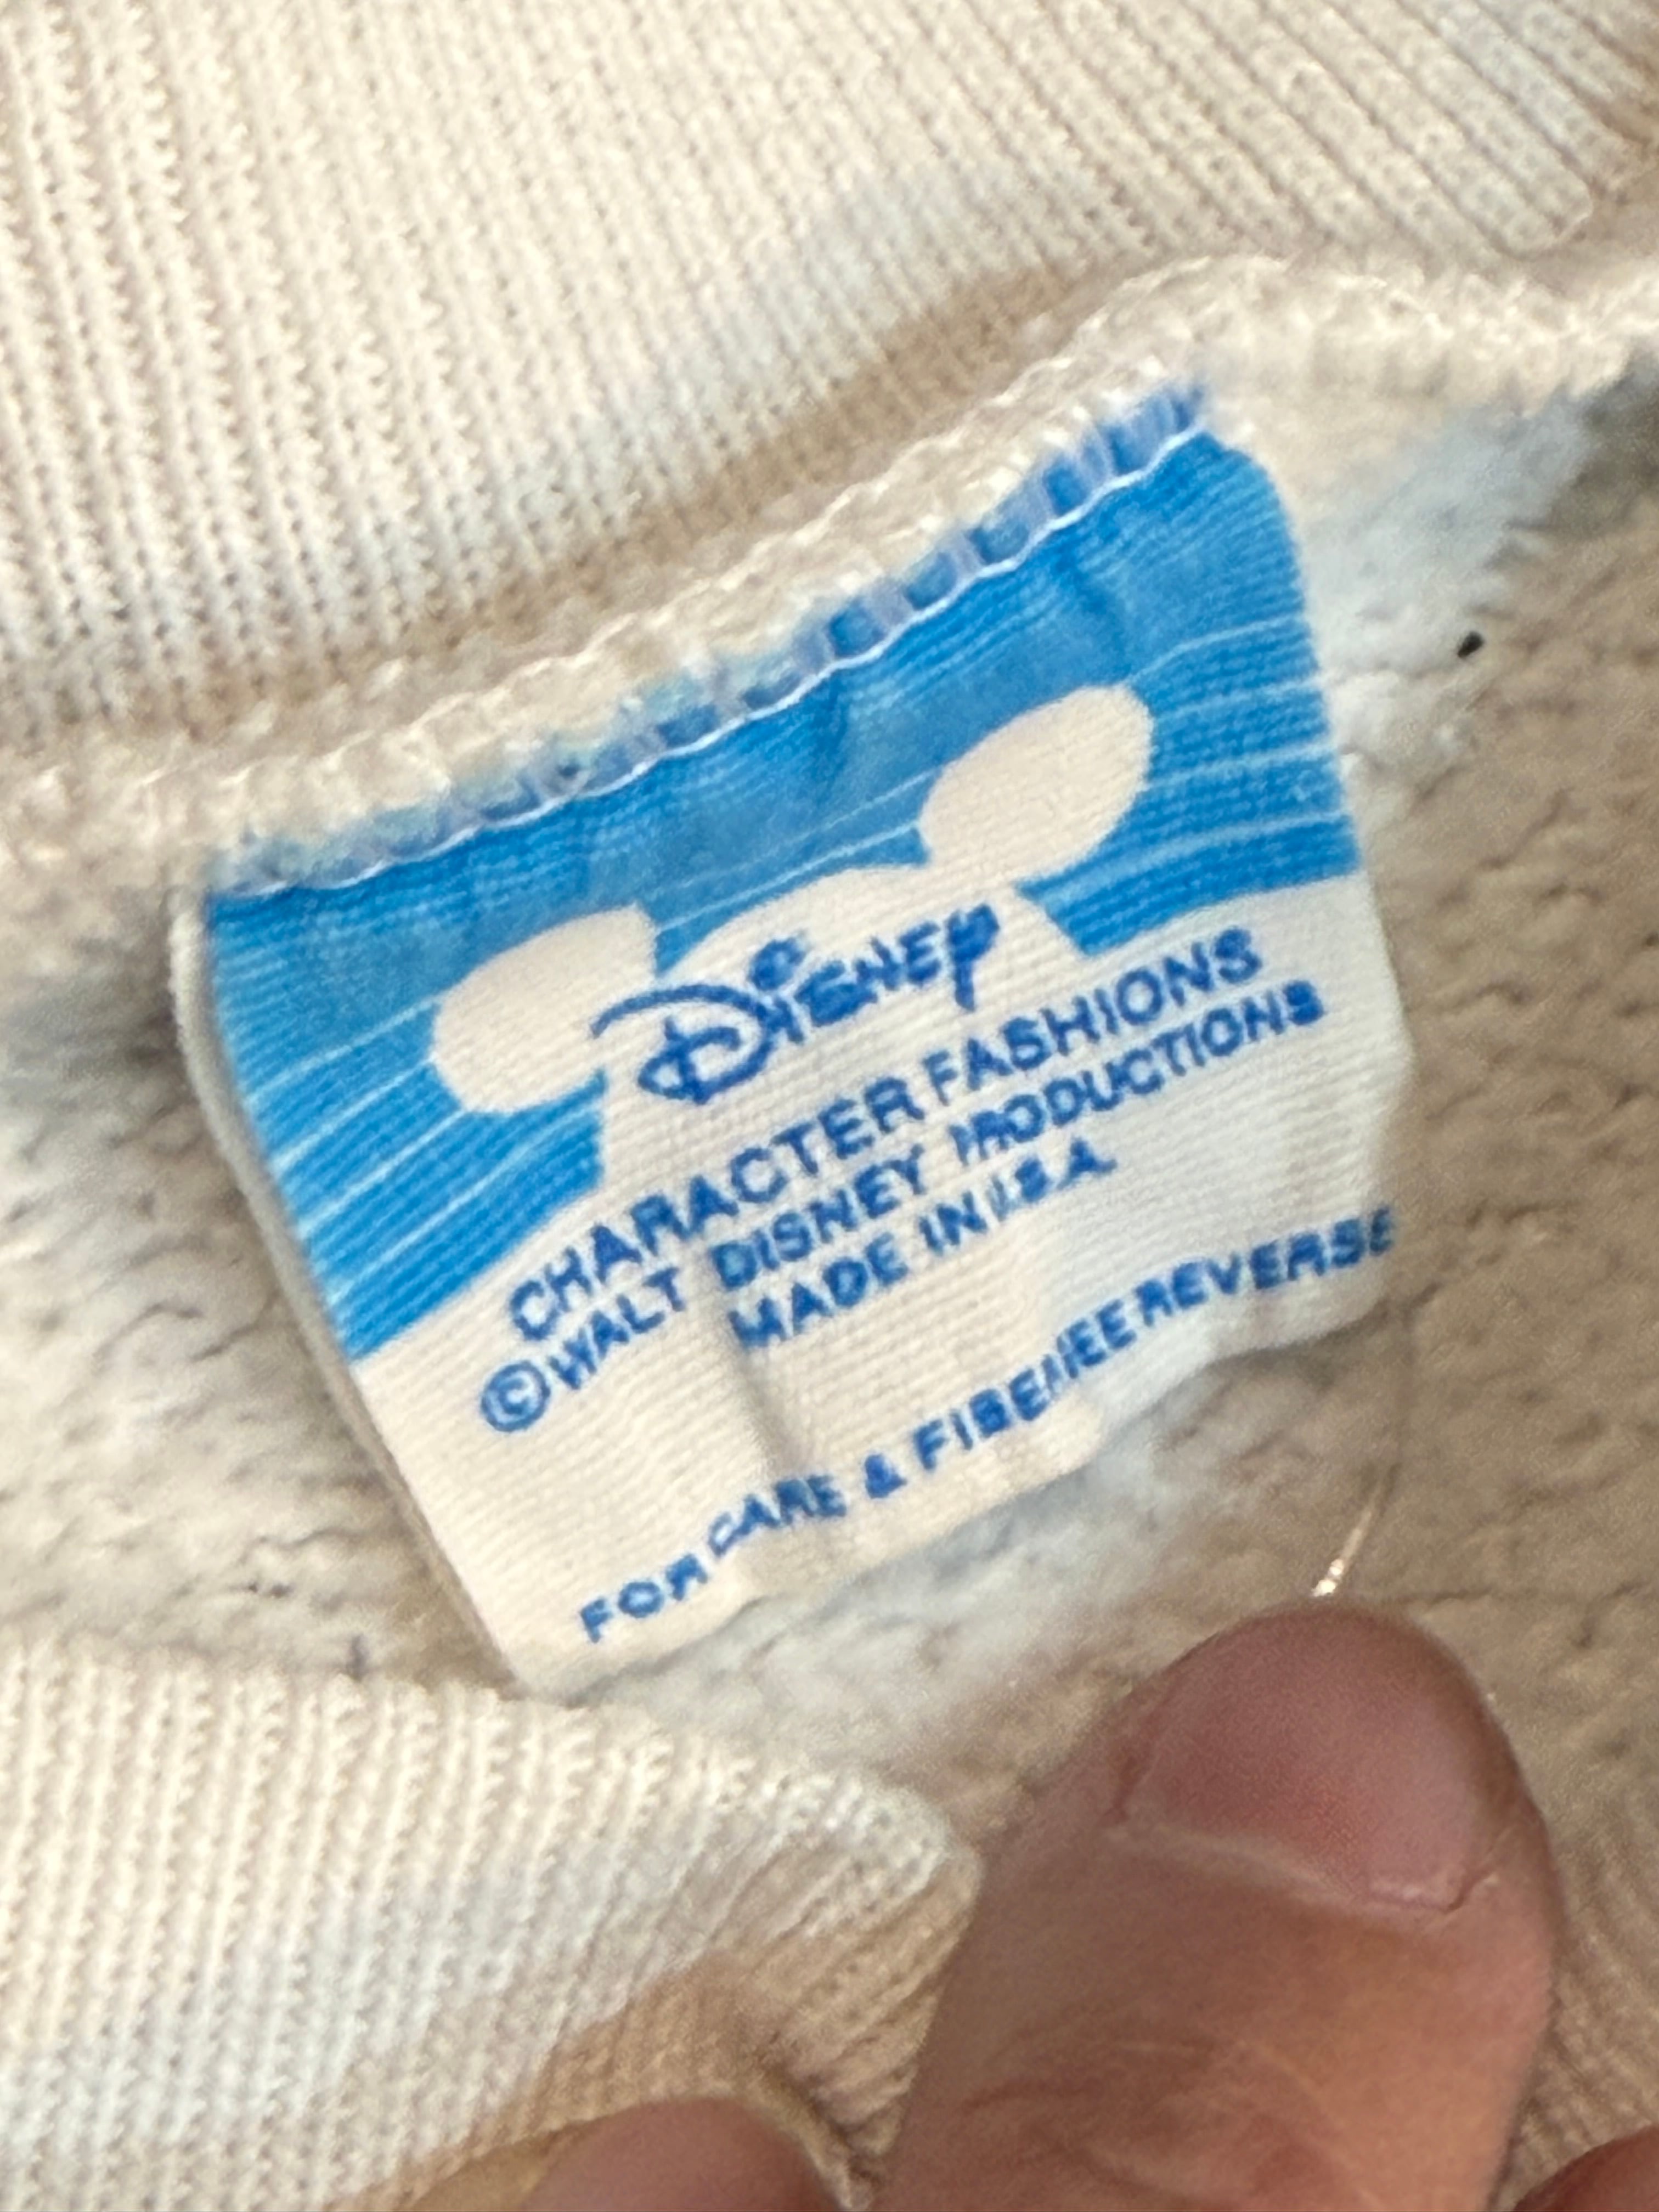 Disney
CHARACTER FASHIONS
©WALT DISNEY PRODUCTIONS
MADE IN U.S.A.
FOR CARE & FIBER SEE REVERSE